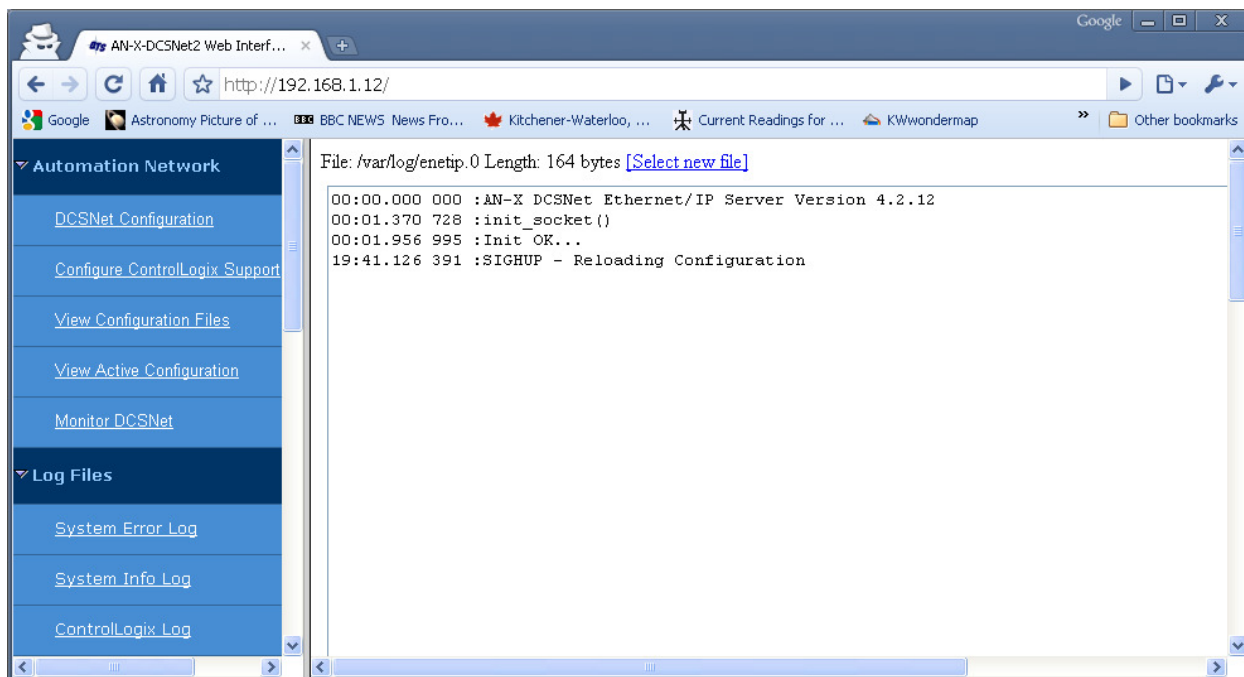 Google
AN-X-DCSNet2 Web Interf...
http://192.168.1.12/
Google Astronomy Picture of ... BBC BBC NEWS News Fro... Kitchener-Waterloo, ... Current Readings for ... KWwondermap » Other bookmarks
Automation Network
DCSNet Configuration
Configure ControlLogix Support
View Configuration Files
View Active Configuration
Monitor DCSNet
Log Files
System Error Log
System Info Log
ControlLogix Log
File: /var/log/enetip.0 Length: 164 bytes [Select new file]
00:00.000 000 :AN-X DCSNet Ethernet/IP Server Version 4.2.12
00:01.370 728 :init_socket()
00:01.956 995 :Init OK...
19:41.126 391 :SIGHUP - Reloading Configuration